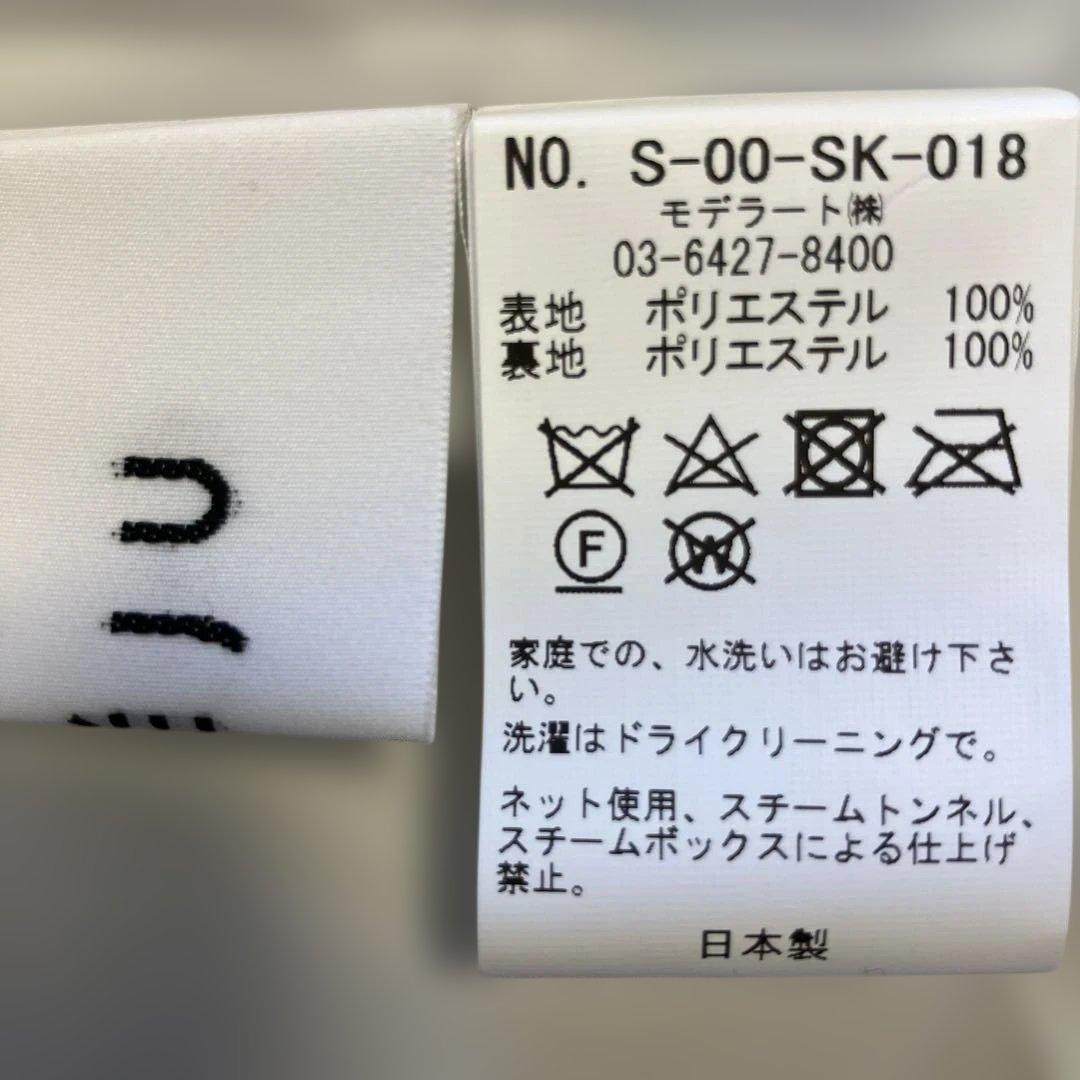 NO. S-00-SK-018
モデラート㈱
03-6427-8400
表地 ポリエステル 100%
裏地 ポリエステル 100%
F
W
家庭での、水洗いはお避け下さ
い。
洗濯はドライクリーニングで。
ネット使用、スチームトンネル、
スチームボックスによる仕上げ
禁止。
日本製